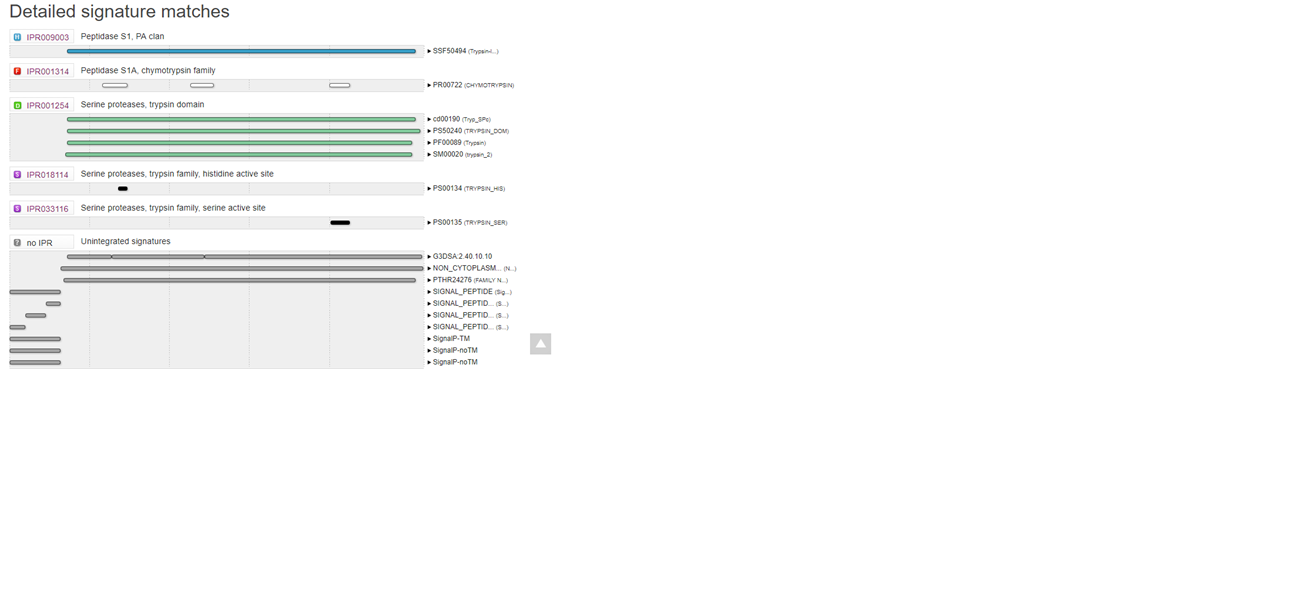 Detailed signature matches
H IPR009003 Peptidase S1, PA clan
SSF50494 (Trypsin-l...)
F IPR001314 Peptidase S1A, chymotrypsin family
PR00722 (CHYMOTRYPSIN)
D IPR001254 Serine proteases, trypsin domain
cd00190 (Tryp_SPc)
PS50240 (TRYPSIN_DOM)
PF00089 (Trypsin)
SM00020 (trypsin_2)
S IPR018114 Serine proteases, trypsin family, histidine active site
PS00134 (TRYPSIN_HIS)
S IPR033116 Serine proteases, trypsin family, serine active site
PS00135 (TRYPSIN_SER)
? no IPR Unintegrated signatures
G3DSA:2.40.10.10
NON_CYTOPLASM... (N...)
PTHR24276 (FAMILY N...)
SIGNAL_PEPTIDE (Sig...)
SIGNAL_PEPTID... (S...)
SIGNAL_PEPTID... (S...)
SIGNAL_PEPTID... (S...)
SignalP-TM
SignalP-noTM
SignalP-noTM